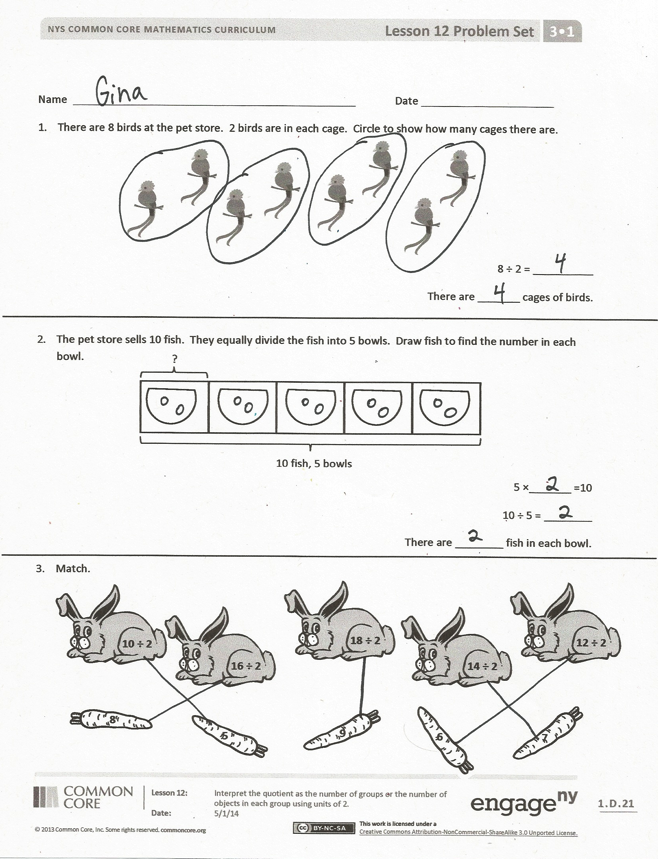 NYS COMMON CORE MATHEMATICS CURRICULUM Lesson 12 Problem Set 3•1
Name Gina Date
1. There are 8 birds at the pet store. 2 birds are in each cage. Circle to show how many cages there are.
8 ÷ 2 = 4
There are 4 cages of birds.
2. The pet store sells 10 fish. They equally divide the fish into 5 bowls. Draw fish to find the number in each
bowl.
?
10 fish, 5 bowls
5 × 2 =10
10 ÷ 5 = 2
There are 2 fish in each bowl.
3. Match.
10 ÷ 2 16 ÷ 2 18 ÷ 2 14 ÷ 2 12 ÷ 2
8 5 9 6 7
COMMON CORE
Lesson 12: Interpret the quotient as the number of groups or the number of
objects in each group using units of 2.
Date: 5/1/14
engage ny
1.D.21
© 2013 Common Core, Inc. Some rights reserved. commoncore.org
CC BY-NC-SA
This work is licensed under a
Creative Commons Attribution-NonCommercial-ShareAlike 3.0 Unported License.